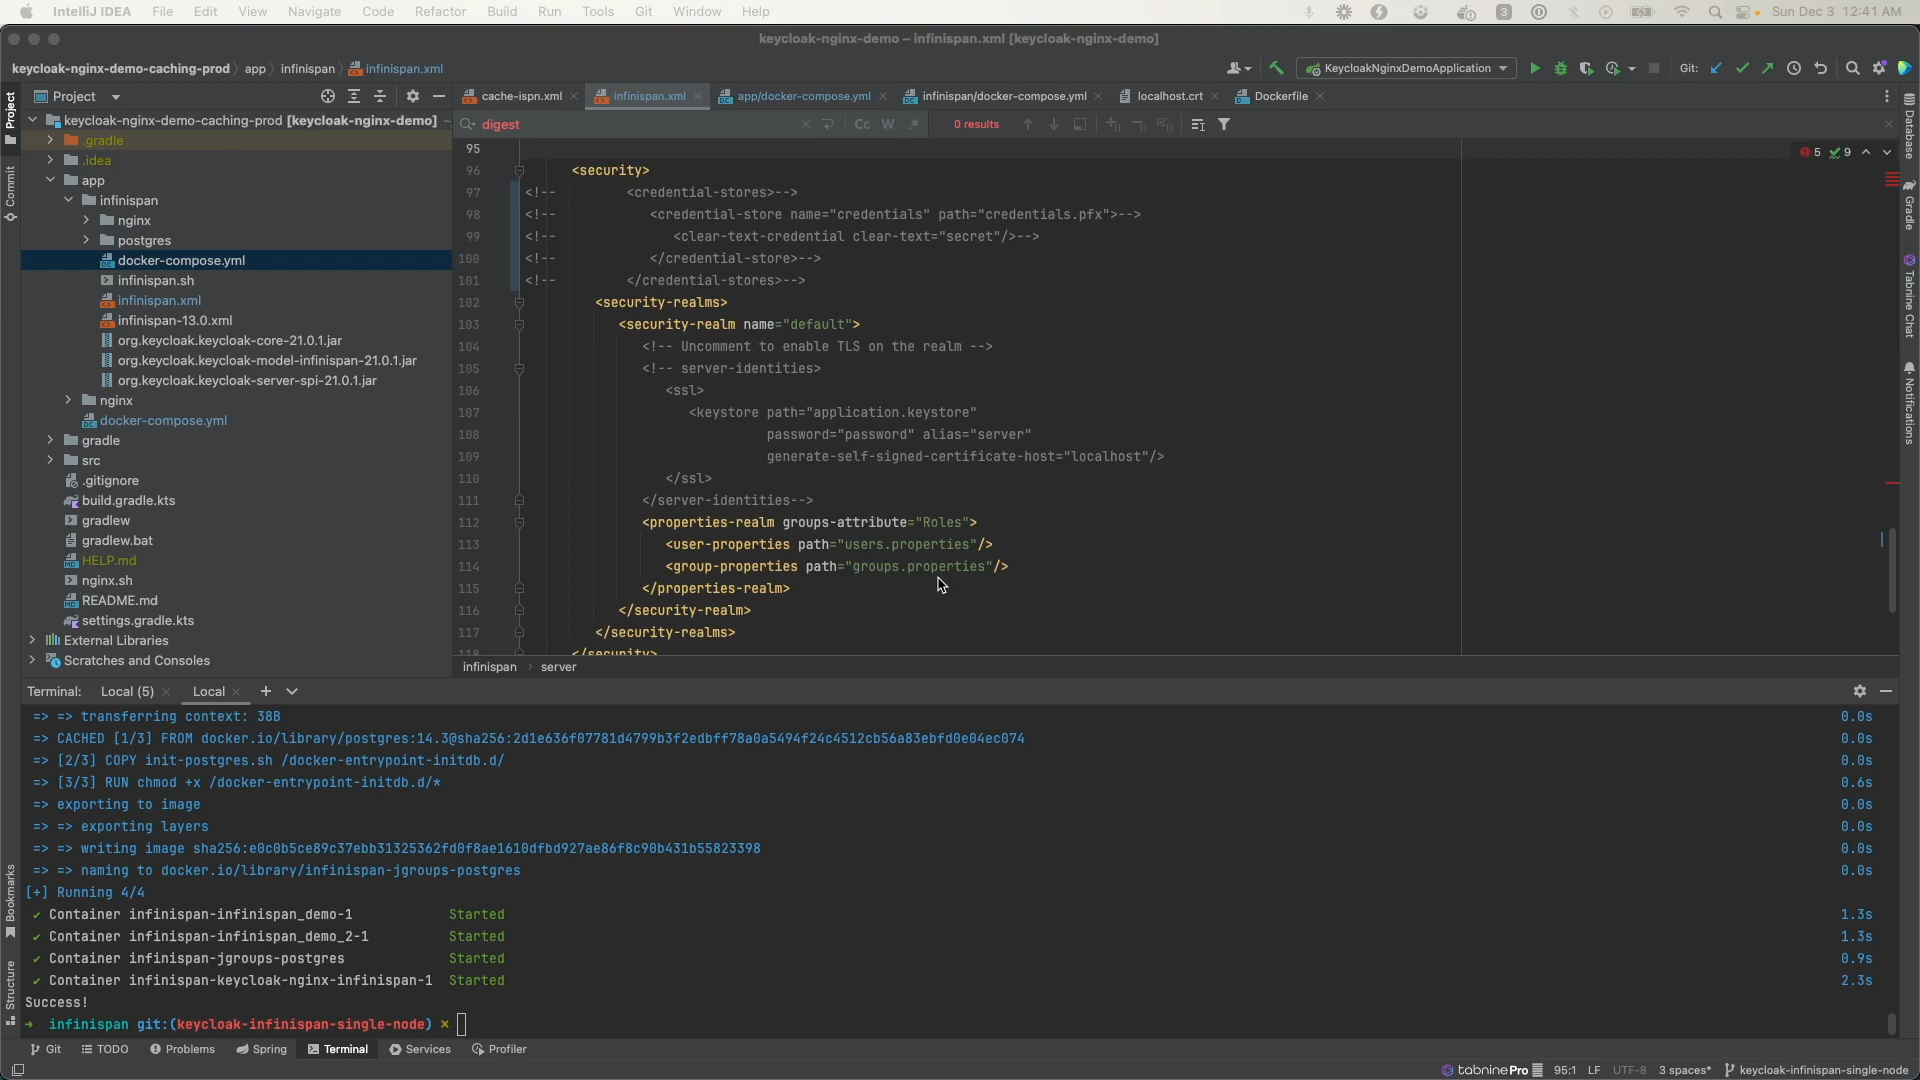 IntelliJ IDEA File Edit View Navigate Code Refactor Build Run Tools Git Window Help 3 Sun Dec 3 12:41 AM
keycloak-nginx-demo – infinispan.xml [keycloak-nginx-demo]
keycloak-nginx-demo-caching-prod app infinispan infinispan.xml KeycloakNginxDemoApplication Git:
Project cache-ispn.xml infinispan.xml app/docker-compose.yml infinispan/docker-compose.yml localhost.crt Dockerfile
digest Cc W .* 0 results
Project
Commit
Bookmarks
Structure
keycloak-nginx-demo-caching-prod [keycloak-nginx-demo] ~
.gradle
.idea
app
infinispan
nginx
postgres
docker-compose.yml
infinispan.sh
infinispan.xml
infinispan-13.0.xml
org.keycloak.keycloak-core-21.0.1.jar
org.keycloak.keycloak-model-infinispan-21.0.1.jar
org.keycloak.keycloak-server-spi-21.0.1.jar
nginx
docker-compose.yml
gradle
src
.gitignore
build.gradle.kts
gradlew
gradlew.bat
HELP.md
nginx.sh
README.md
settings.gradle.kts
External Libraries
Scratches and Consoles
5 9
95
96 <security>
97 <!-- <credential-stores>-->
98 <!-- <credential-store name="credentials" path="credentials.pfx">-->
99 <!-- <clear-text-credential clear-text="secret"/>-->
100 <!-- </credential-store>-->
101 <!-- </credential-stores>-->
102 <security-realms>
103 <security-realm name="default">
104 <!-- Uncomment to enable TLS on the realm -->
105 <!-- server-identities>
106 <ssl>
107 <keystore path="application.keystore"
108 password="password" alias="server"
109 generate-self-signed-certificate-host="localhost"/>
110 </ssl>
111 </server-identities-->
112 <properties-realm groups-attribute="Roles">
113 <user-properties path="users.properties"/>
114 <group-properties path="groups.properties"/>
115 </properties-realm>
116 </security-realm>
117 </security-realms>
118 </security>
infinispan server
Database
Gradle
Tabnine Chat
Notifications
Terminal: Local (5) Local
=> => transferring context: 38B 0.0s
=> CACHED [1/3] FROM docker.io/library/postgres:14.3@sha256:2d1e636f07781d4799b3f2edbff78a0a5494f24c4512cb56a83ebfd0e04ec074 0.0s
=> [2/3] COPY init-postgres.sh /docker-entrypoint-initdb.d/ 0.0s
=> [3/3] RUN chmod +x /docker-entrypoint-initdb.d/* 0.6s
=> exporting to image 0.0s
=> => exporting layers 0.0s
=> => writing image sha256:e0c0b5ce89c37ebb31325362fd0f8ae1610dfbd927ae86f8c90b431b55823398 0.0s
=> => naming to docker.io/library/infinispan-jgroups-postgres 0.0s
[+] Running 4/4
✔ Container infinispan-infinispan_demo-1 Started 1.3s
✔ Container infinispan-infinispan_demo_2-1 Started 1.3s
✔ Container infinispan-jgroups-postgres Started 0.9s
✔ Container infinispan-keycloak-nginx-infinispan-1 Started 2.3s
Success!
→ infinispan git:(keycloak-infinispan-single-node) ×
Git TODO Problems Spring Terminal Services Profiler
tabninePro 95:1 LF UTF-8 3 spaces* keycloak-infinispan-single-node